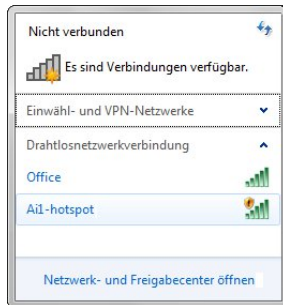 Nicht verbunden
Es sind Verbindungen verfügbar.
Einwähl- und VPN-Netzwerke
Drahtlosnetzwerkverbindung
Office
Ai1-hotspot
Netzwerk- und Freigabecenter öffnen